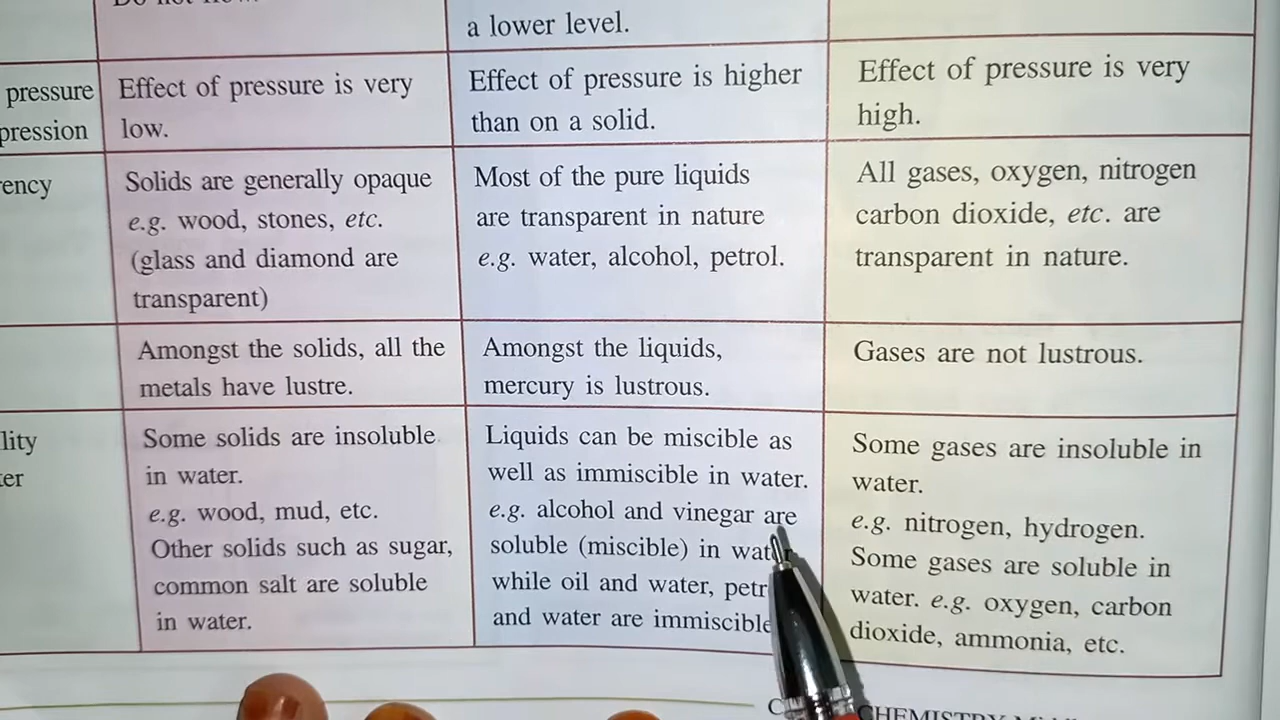 a lower level.
pressure
pression
Effect of pressure is very
low.
Effect of pressure is higher
than on a solid.
Effect of pressure is very
high.
Solids are generally opaque
e.g. wood, stones, etc.
(glass and diamond are
transparent)
Most of the pure liquids
are transparent in nature
e.g. water, alcohol, petrol.
All gases, oxygen, nitrogen
carbon dioxide, etc. are
transparent in nature.
Amongst the solids, all the
metals have lustre.
Amongst the liquids,
mercury is lustrous.
Gases are not lustrous.
Some solids are insoluble
in water.
e.g. wood, mud, etc.
Other solids such as sugar,
common salt are soluble
in water.
Liquids can be miscible as
well as immiscible in water.
e.g. alcohol and vinegar are
soluble (miscible) in
while oil and water,
and water are immiscible
Some gases are insoluble in
water.
e.g. nitrogen, hydrogen.
Some gases are soluble in
water. e.g. oxygen, carbon
dioxide, ammonia, etc.